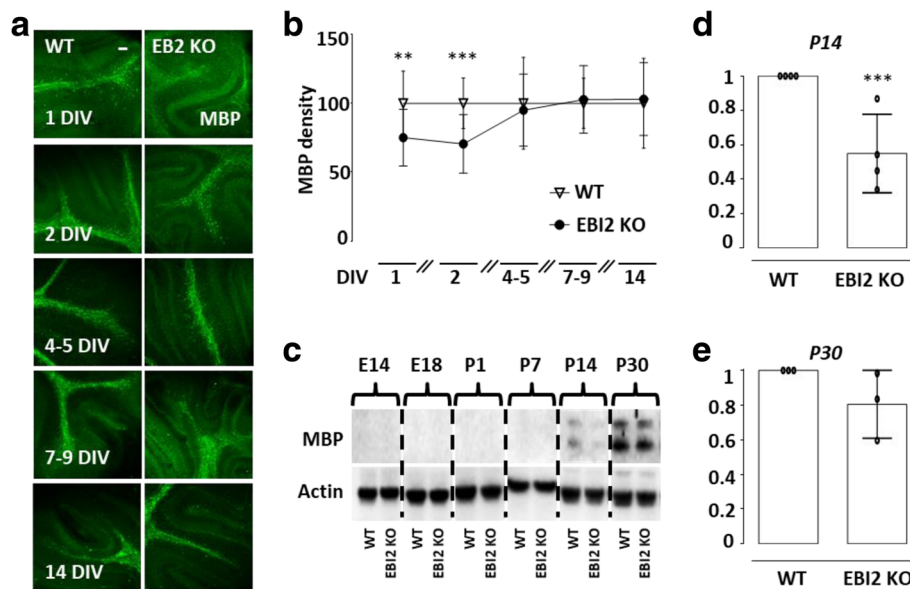 a
WT
EB2 KO
1 DIV
MBP
2 DIV
4-5 DIV
7-9 DIV
14 DIV
b
150
**
***
100
MBP density
50
WT
EBI2 KO
0
DIV 1 // 2 // 4-5 // 7-9 // 14
c
E14 E18 P1 P7 P14 P30
MBP
Actin
WT EBI2 KO WT EBI2 KO WT EBI2 KO WT EBI2 KO WT EBI2 KO WT EBI2 KO
d
P14
1
***
0.8
0.6
0.4
0.2
0
WT EBI2 KO
e
P30
1
0.8
0.6
0.4
0.2
0
WT EBI2 KO